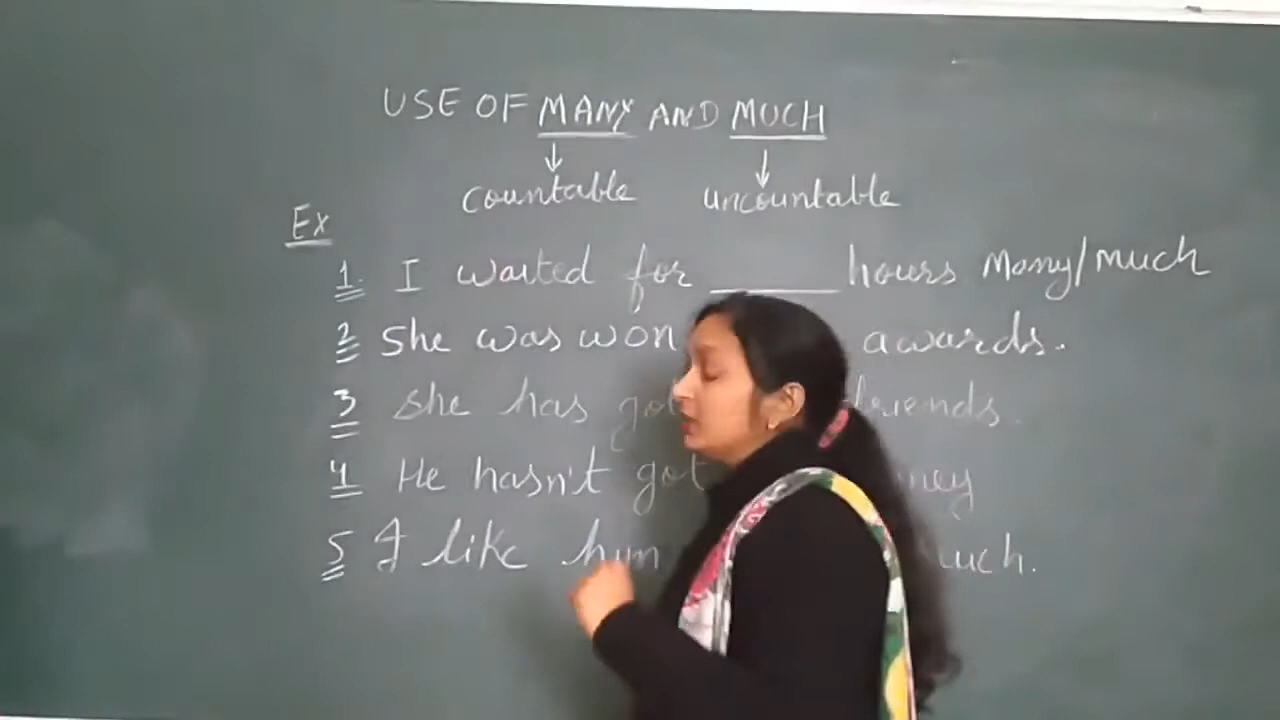 USE OF MANY AND MUCH
countable uncountable
Ex
1. I waited for ______ hours Many/much
2 She was won awards.
3 She has got friends.
4 He hasn't got
5 I like him